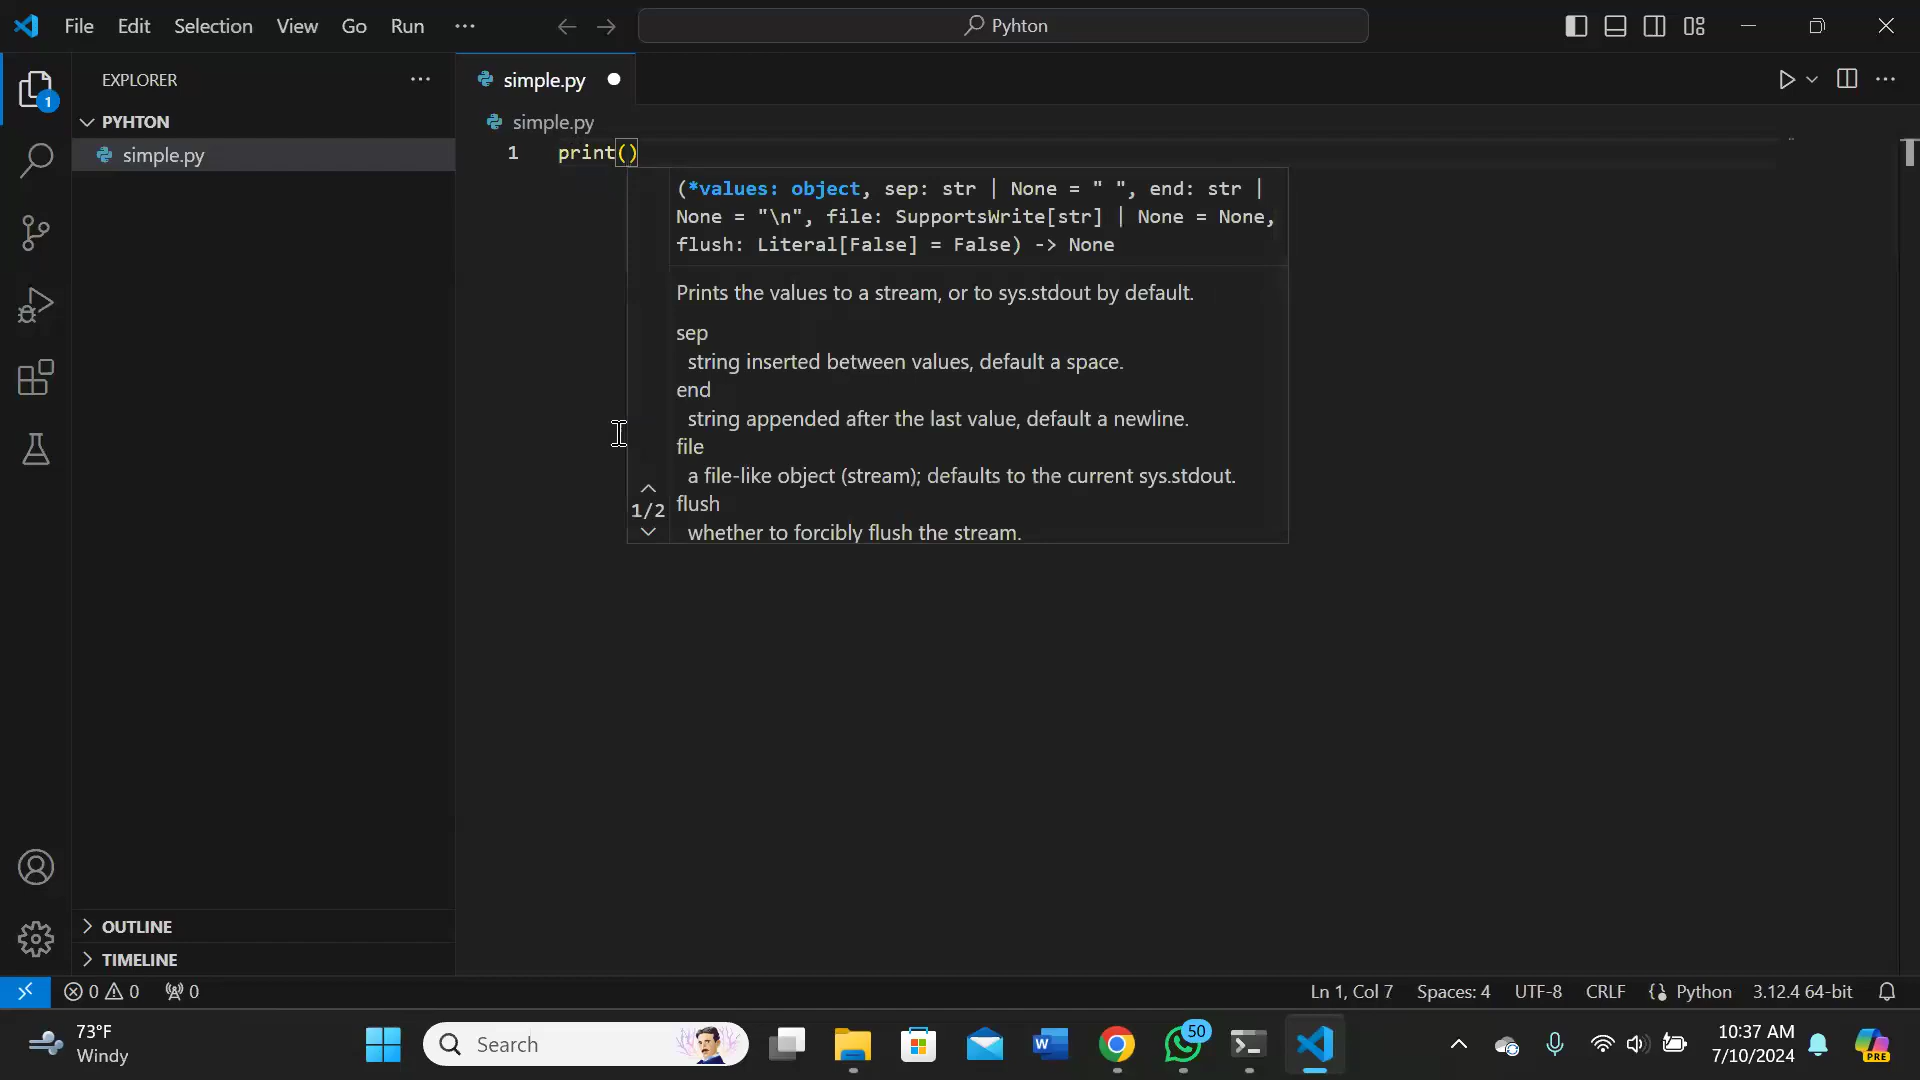 File Edit Selection View Go Run ···
Pyhton
EXPLORER ···
PYHTON
simple.py
simple.py
simple.py
1 print()
(*values: object, sep: str | None = " ", end: str |
None = "\n", file: SupportsWrite[str] | None = None,
flush: Literal[False] = False) -> None
Prints the values to a stream, or to sys.stdout by default.
sep
string inserted between values, default a space.
end
string appended after the last value, default a newline.
file
a file-like object (stream); defaults to the current sys.stdout.
flush
whether to forcibly flush the stream.
1/2
1
OUTLINE
TIMELINE
0 0 0
Ln 1, Col 7 Spaces: 4 UTF-8 CRLF Python 3.12.4 64-bit
73°F
Windy
Search
W
50
10:37 AM
7/10/2024
PRE